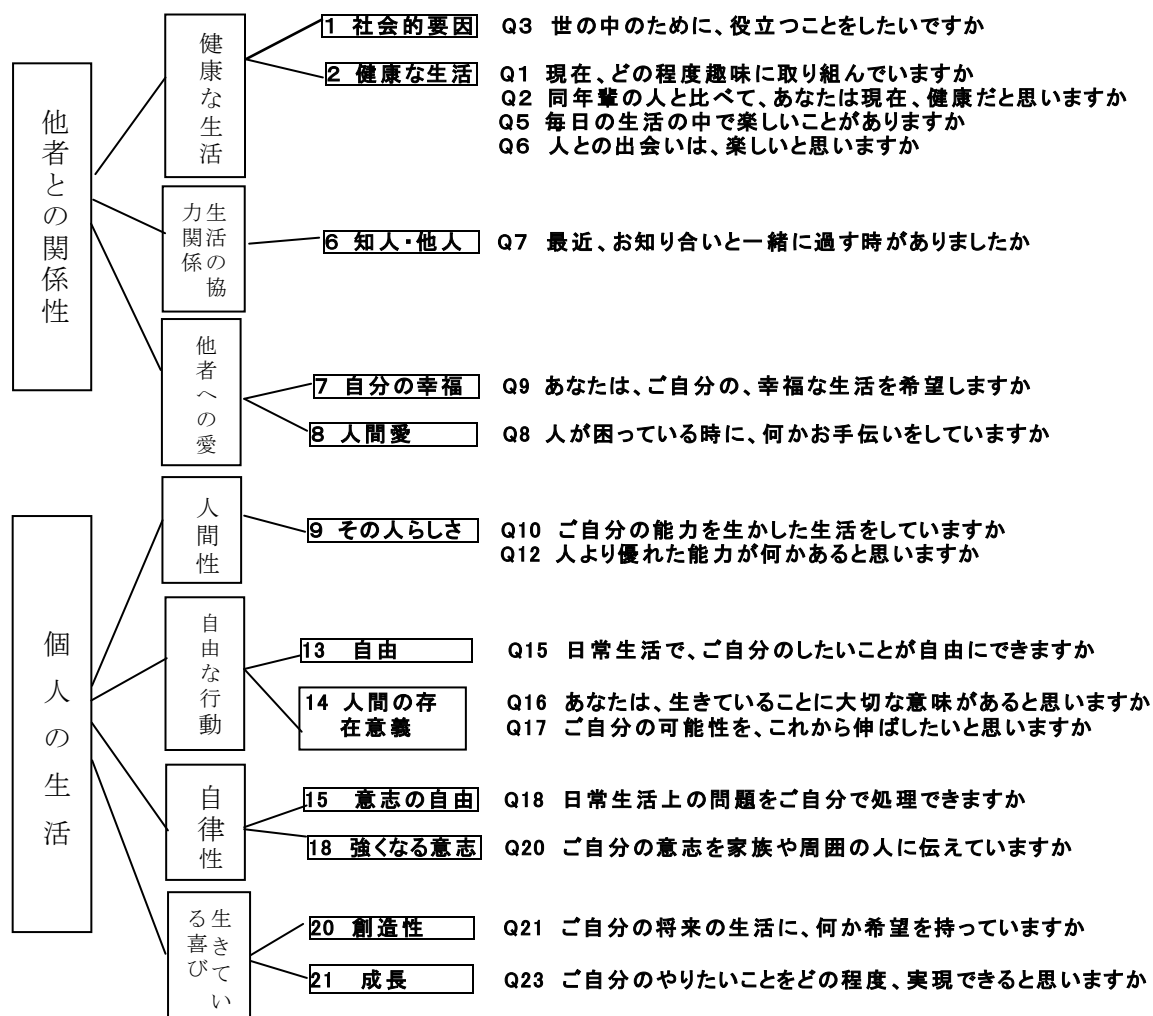 他者との関係性
健康な生活
1 社会的要因 Q3 世の中のために、役立つことをしたいですか
2 健康な生活 Q1 現在、どの程度趣味に取り組んでいますか
Q2 同年輩の人と比べて、あなたは現在、健康だと思いますか
Q5 毎日の生活の中で楽しいことがありますか
Q6 人との出会いは、楽しいと思いますか
生活の協
力関係
6 知人・他人 Q7 最近、お知り合いと一緒に過す時がありましたか
他者への愛
7 自分の幸福 Q9 あなたは、ご自分の、幸福な生活を希望しますか
8 人間愛 Q8 人が困っている時に、何かお手伝いをしていますか
個人の生活
人間性
9 その人らしさ Q10 ご自分の能力を生かした生活をしていますか
Q12 人より優れた能力が何かあると思いますか
自由な行動
13 自由 Q15 日常生活で、ご自分のしたいことが自由にできますか
14 人間の存 Q16 あなたは、生きていることに大切な意味があると思いますか
在意義 Q17 ご自分の可能性を、これから伸ばしたいと思いますか
自律性
15 意志の自由 Q18 日常生活上の問題をご自分で処理できますか
18 強くなる意志 Q20 ご自分の意志を家族や周囲の人に伝えていますか
生きてい
る喜び
20 創造性 Q21 ご自分の将来の生活に、何か希望を持っていますか
21 成長 Q23 ご自分のやりたいことをどの程度、実現できると思いますか